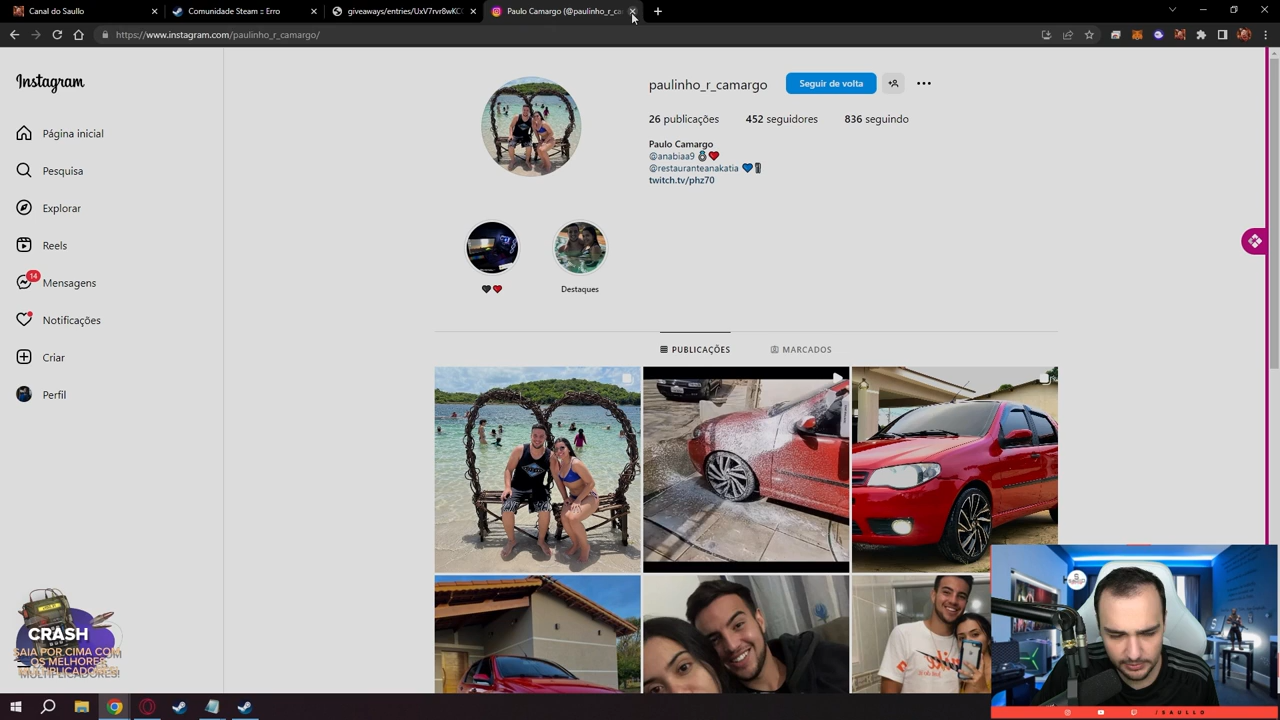 Canal do Saullo
Comunidade Steam :: Erro
giveaways/entries/UxV7rvr8wKC
Paulo Camargo (@paulinho_r_ca
https://www.instagram.com/paulinho_r_camargo/
Instagram
Página inicial
Pesquisa
Explorar
Reels
14
Mensagens
Notificações
Criar
Perfil
paulinho_r_camargo
Seguir de volta
26 publicações 452 seguidores 836 seguindo
Paulo Camargo
@anabiaa9
@restauranteanakatia
twitch.tv/phz70
Destaques
PUBLICAÇÕES
MARCADOS
CRASH
SAIA POR CIMA COM
OS MELHORES
MULTIPLICADORES!
/SAULLO